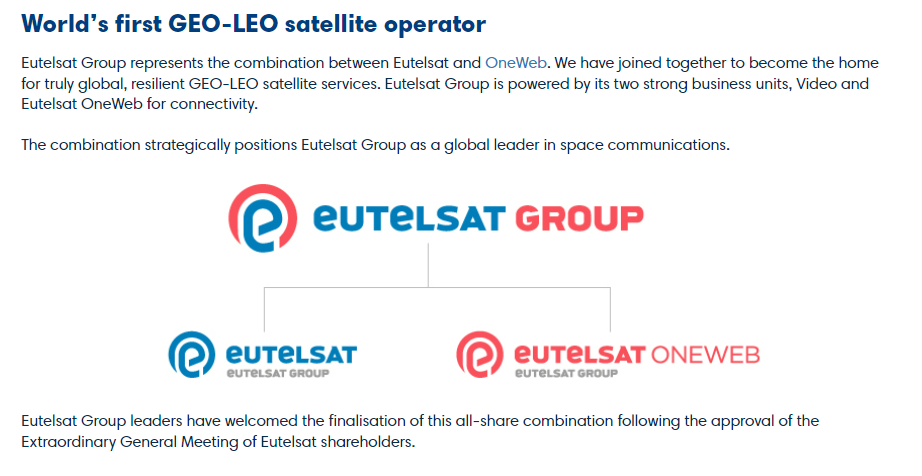 World's first GEO-LEO satellite operator
Eutelsat Group represents the combination between Eutelsat and OneWeb. We have joined together to become the home
for truly global, resilient GEO-LEO satellite services. Eutelsat Group is powered by its two strong business units, Video and
Eutelsat OneWeb for connectivity.
The combination strategically positions Eutelsat Group as a global leader in space communications.
eUTeLSAT GROUP
eUTeLSAT
eUTeLSAT GROUP
eUTeLSAT ONEWEB
eUTeLSAT GROUP
Eutelsat Group leaders have welcomed the finalisation of this all-share combination following the approval of the
Extraordinary General Meeting of Eutelsat shareholders.